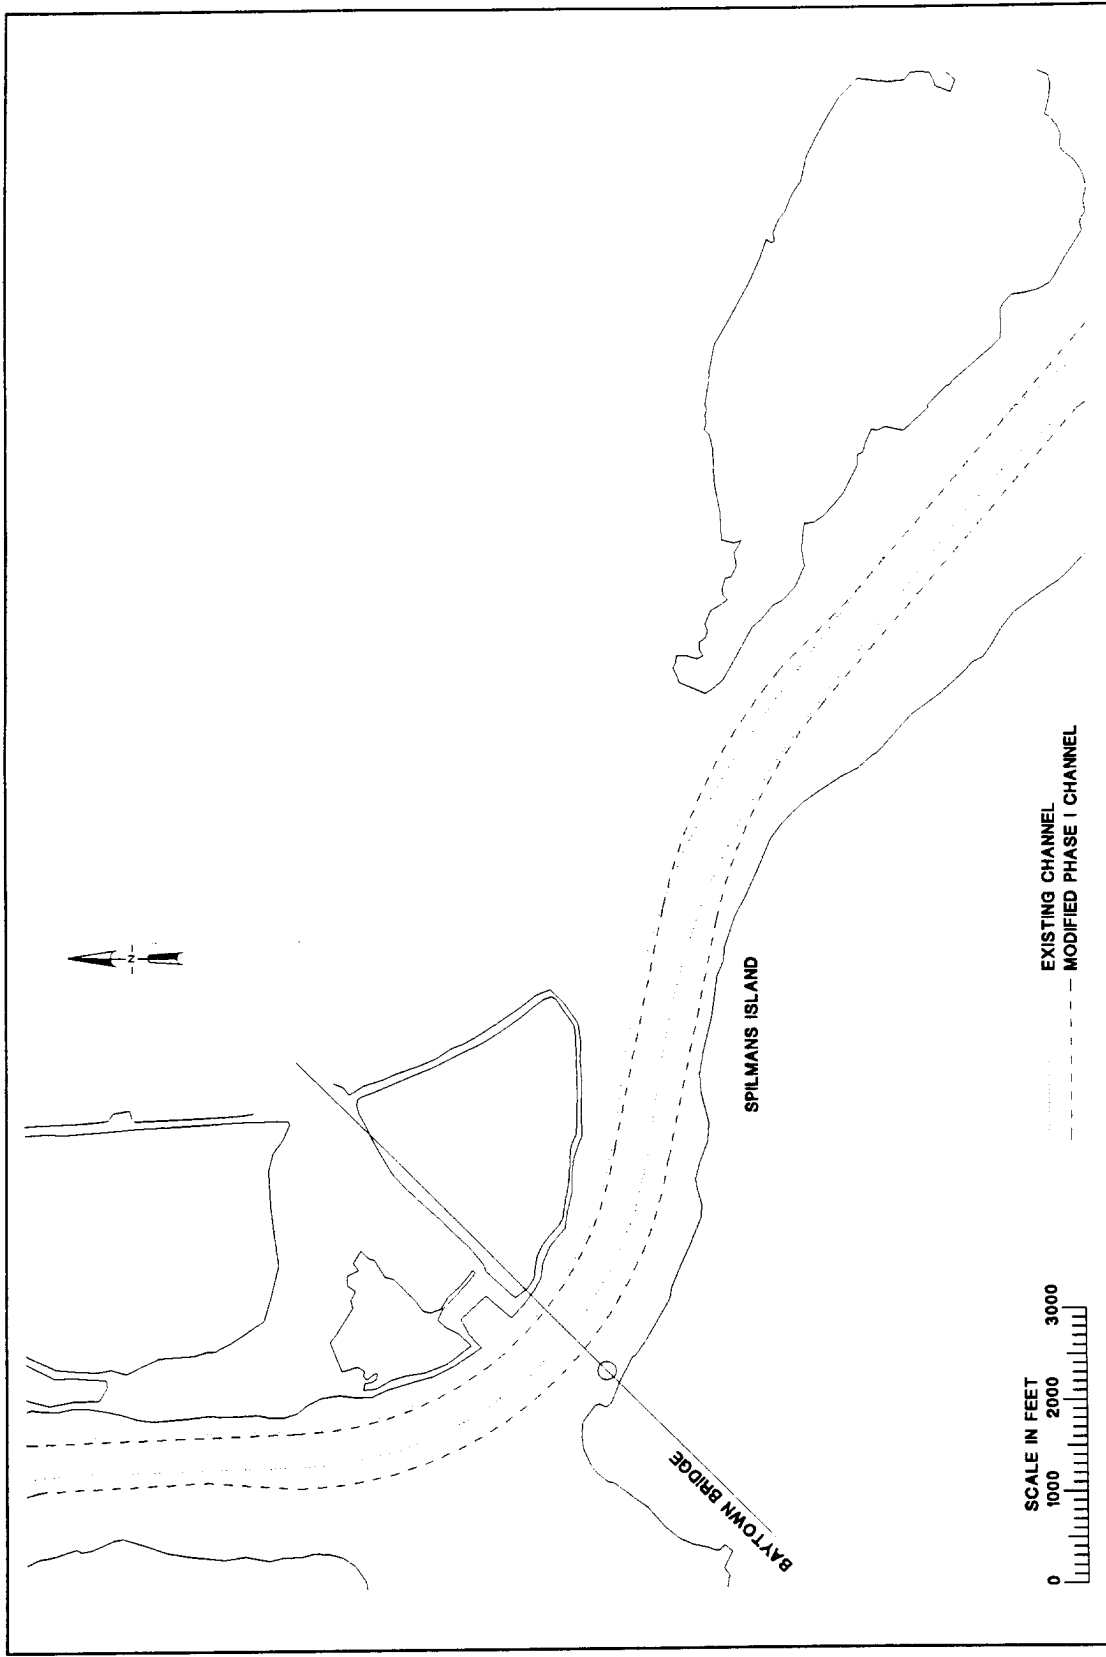 N
SPILMANS ISLAND
BAYTOWN BRIDGE
SCALE IN FEET
0 1000 2000 3000
EXISTING CHANNEL
MODIFIED PHASE I CHANNEL